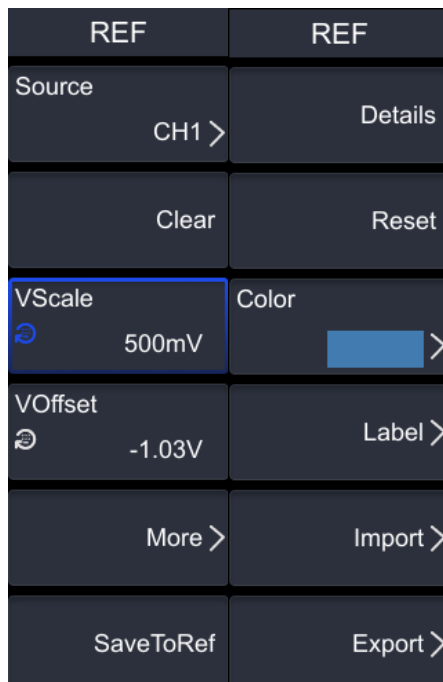 REF
Source
CH1
Clear
VScale
500mV
VOffset
-1.03V
More
SaveToRef
REF
Details
Reset
Color
Label
Import
Export